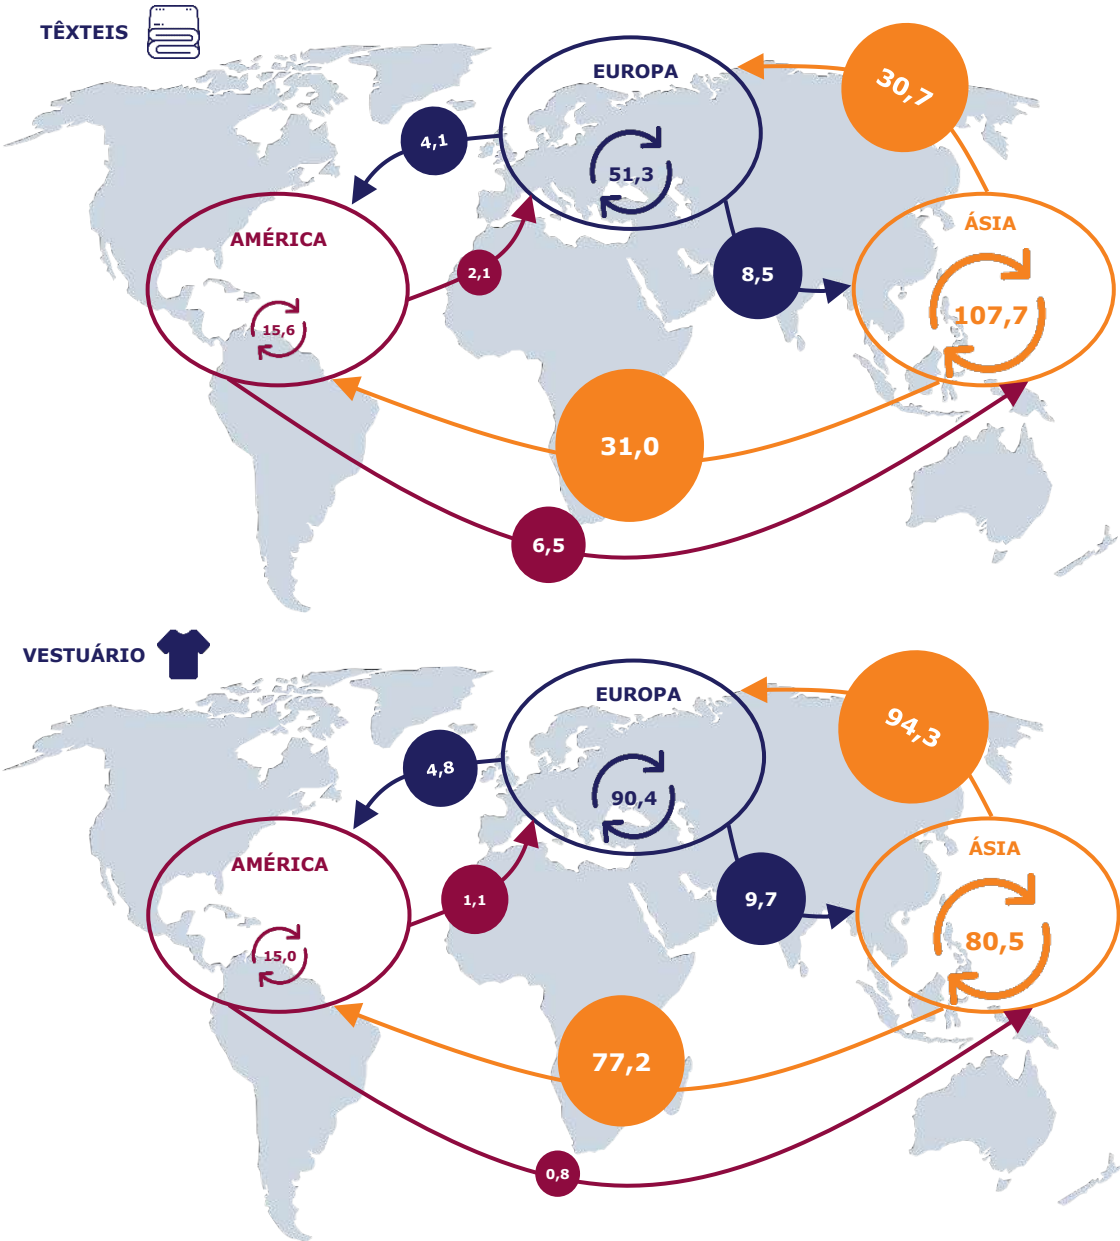 TÊXTEIS
EUROPA
30,7
4,1
51,3
AMÉRICA
ÁSIA
2,1
8,5
15,6
107,7
31,0
6,5
VESTUÁRIO
EUROPA
94,3
4,8
90,4
AMÉRICA
ÁSIA
1,1
9,7
15,0
80,5
77,2
0,8